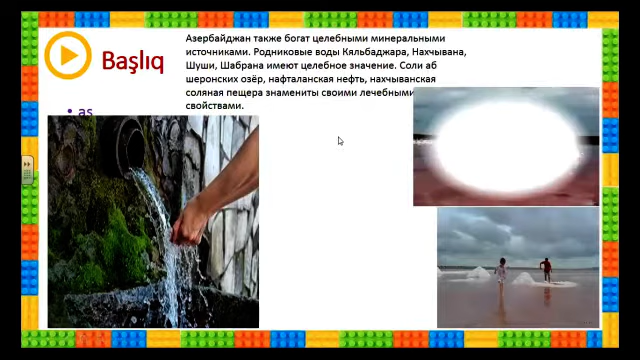 Başlıq
Азербайджан также богат целебными минеральными
источниками. Родниковые воды Кяльбаджара, Нахчывана,
Шуши, Шабрана имеют целебное значение. Соли аб
шеронских озёр, нафталанская нефть, нахчыванская
соляная пещера знамениты своими лечебными
свойствами.
• as